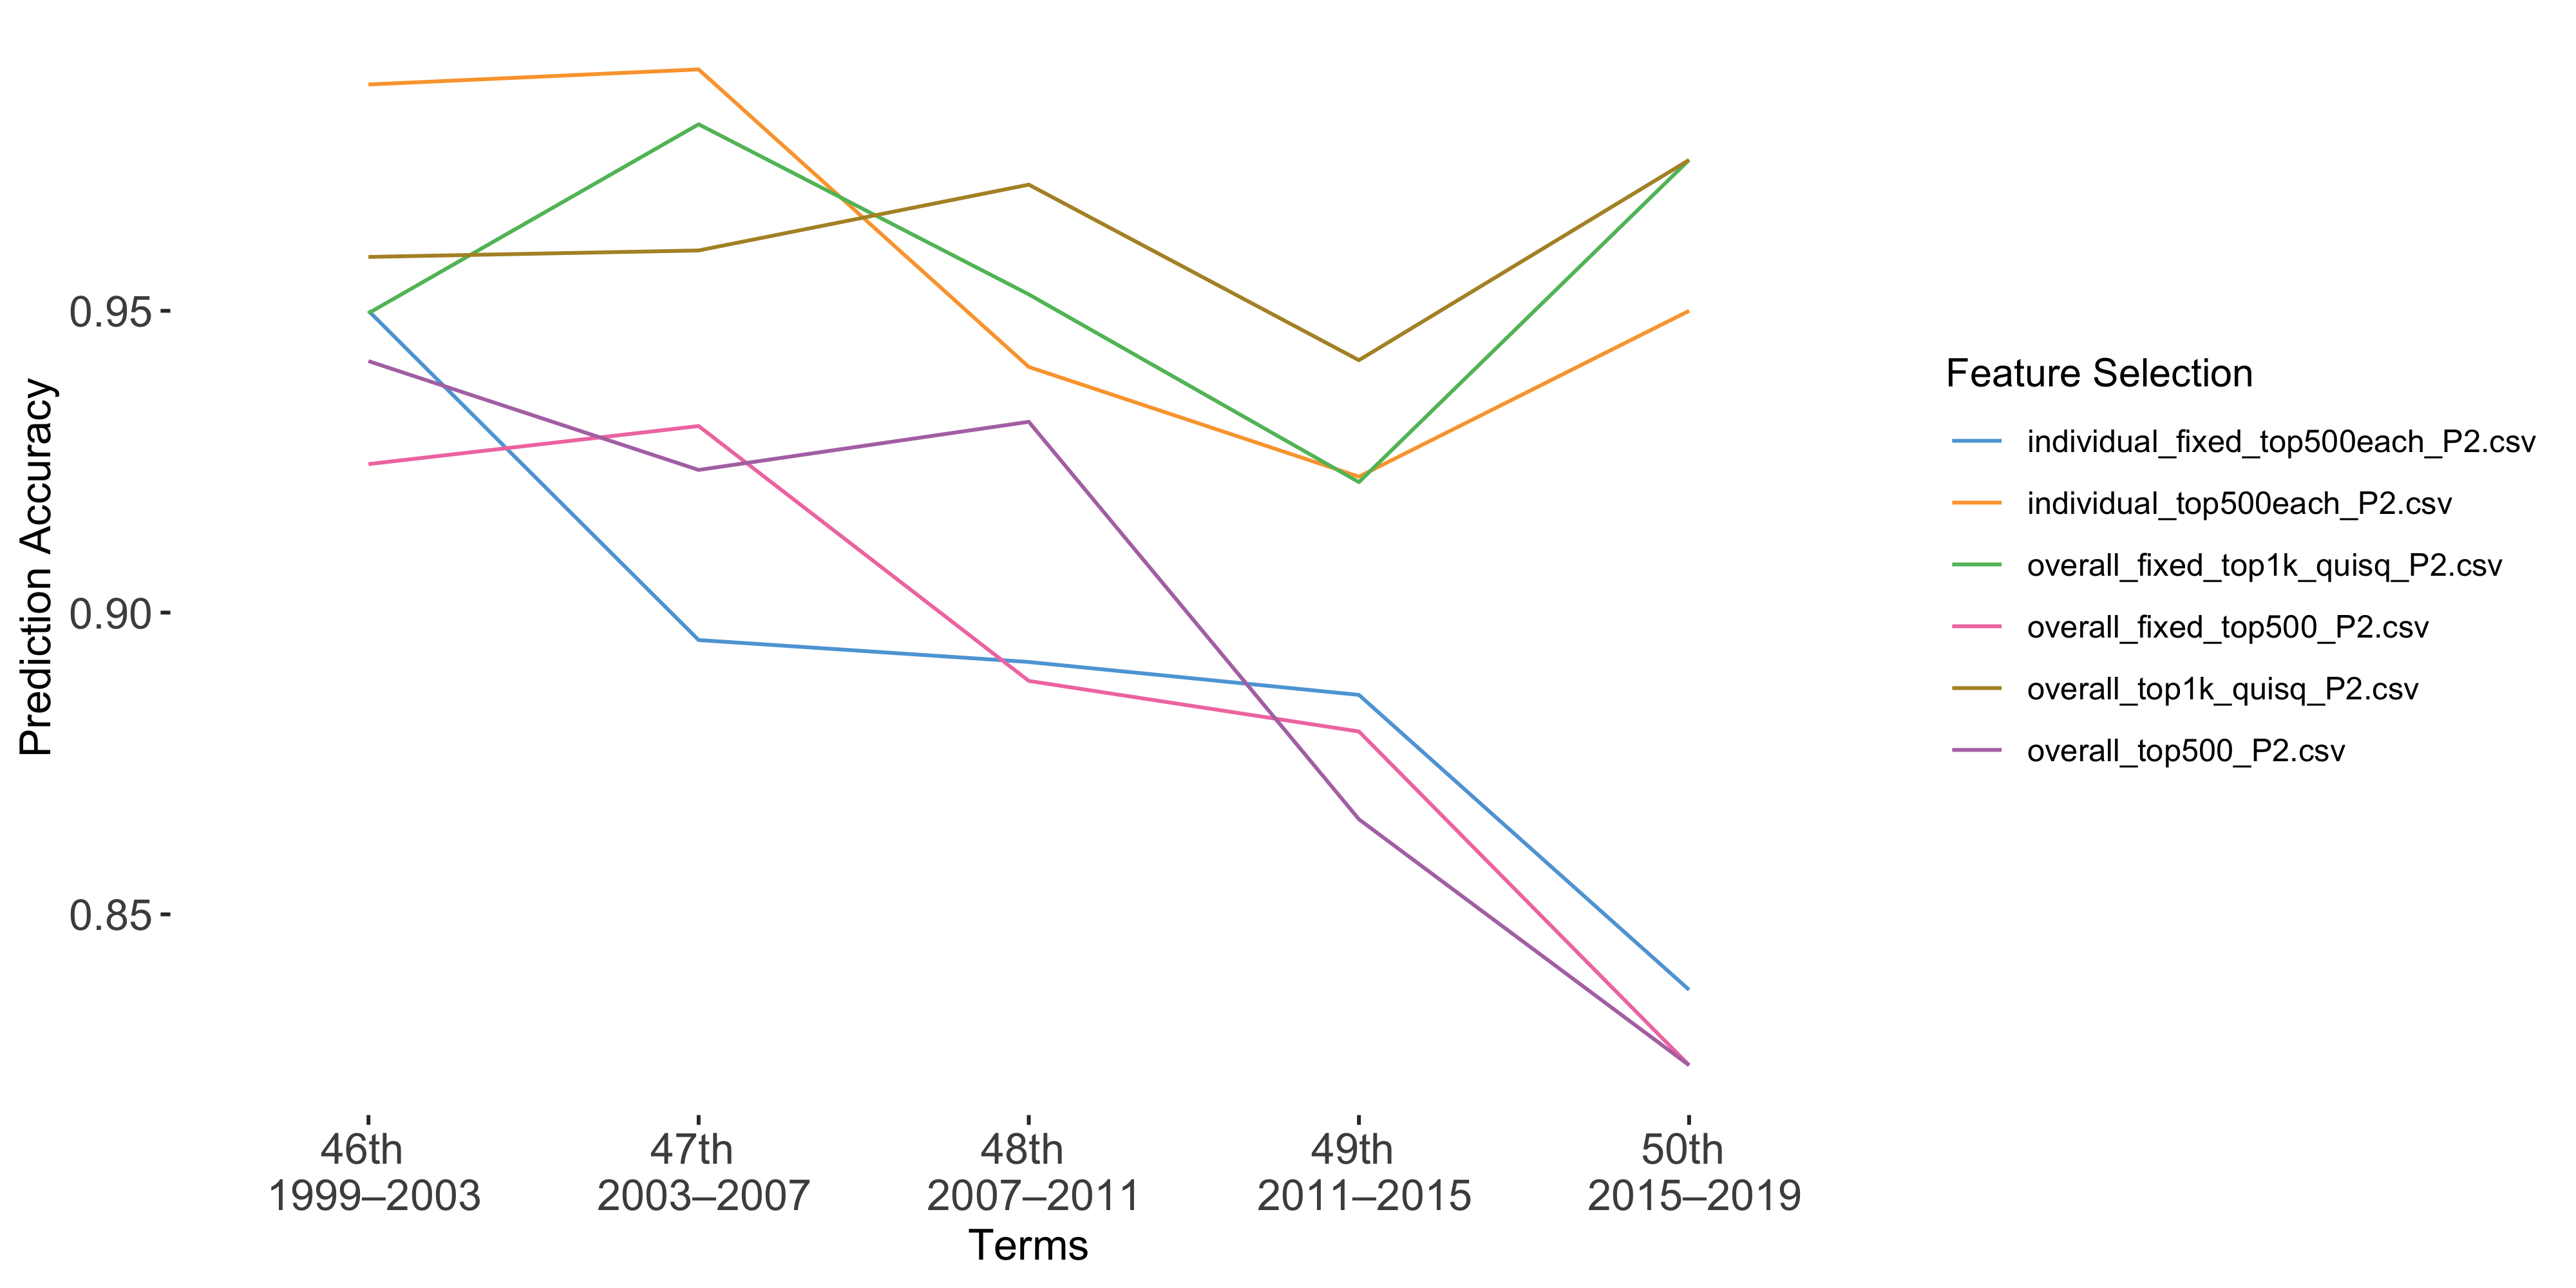 0.95
0.90
0.85
Prediction Accuracy
46th
1999–2003
47th
2003–2007
48th
2007–2011
49th
2011–2015
50th
2015–2019
Terms
Feature Selection
individual_fixed_top500each_P2.csv
individual_top500each_P2.csv
overall_fixed_top1k_quisq_P2.csv
overall_fixed_top500_P2.csv
overall_top1k_quisq_P2.csv
overall_top500_P2.csv